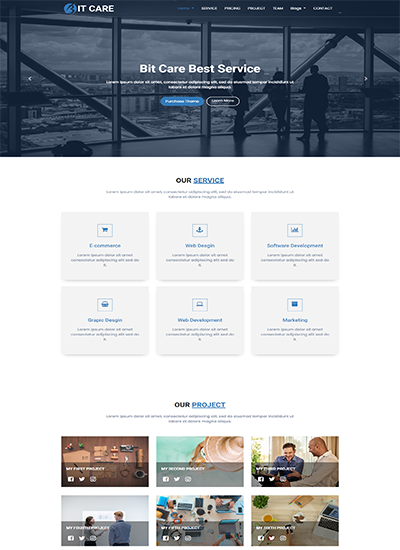 BIT CARE
Home SERVICE PRICING PROJECT TEAM Blogs CONTACT
Bit Care Best Service
Lorem ipsum dolor sit amet, consectetur adipiscing elit, sed do eiusmod tempor incididunt ut
labore et dolore magna aliqua.
Purchase Theme Learn More
OUR SERVICE
Lorem ipsum dolor sit amet, consectetur adipiscing elit, sed do eiusmod tempor incididunt ut
labore et dolore magna aliqua.
E-commerce
Lorem ipsum dolor sit amet
consectetur adipiscing elit sed do
it.
Web Desgin
Lorem ipsum dolor sit amet
consectetur adipiscing elit sed do
it.
Software Development
Lorem ipsum dolor sit amet
consectetur adipiscing elit sed do
it.
Grapic Desgin
Lorem ipsum dolor sit amet
consectetur adipiscing elit sed do
it.
Web Development
Lorem ipsum dolor sit amet
consectetur adipiscing elit sed do
it.
Marketing
Lorem ipsum dolor sit amet
consectetur adipiscing elit sed do
it.
OUR PROJECT
Lorem ipsum dolor sit amet, consectetur adipiscing elit, sed do eiusmod tempor incididunt ut
labore et dolore magna aliqua.
MY FIRST PROJECT
MY SECOND PROJECT
MY THIRD PROJECT
MY FOURTH PROJECT
MY FIFTH PROJECT
MY SIXTH PROJECT